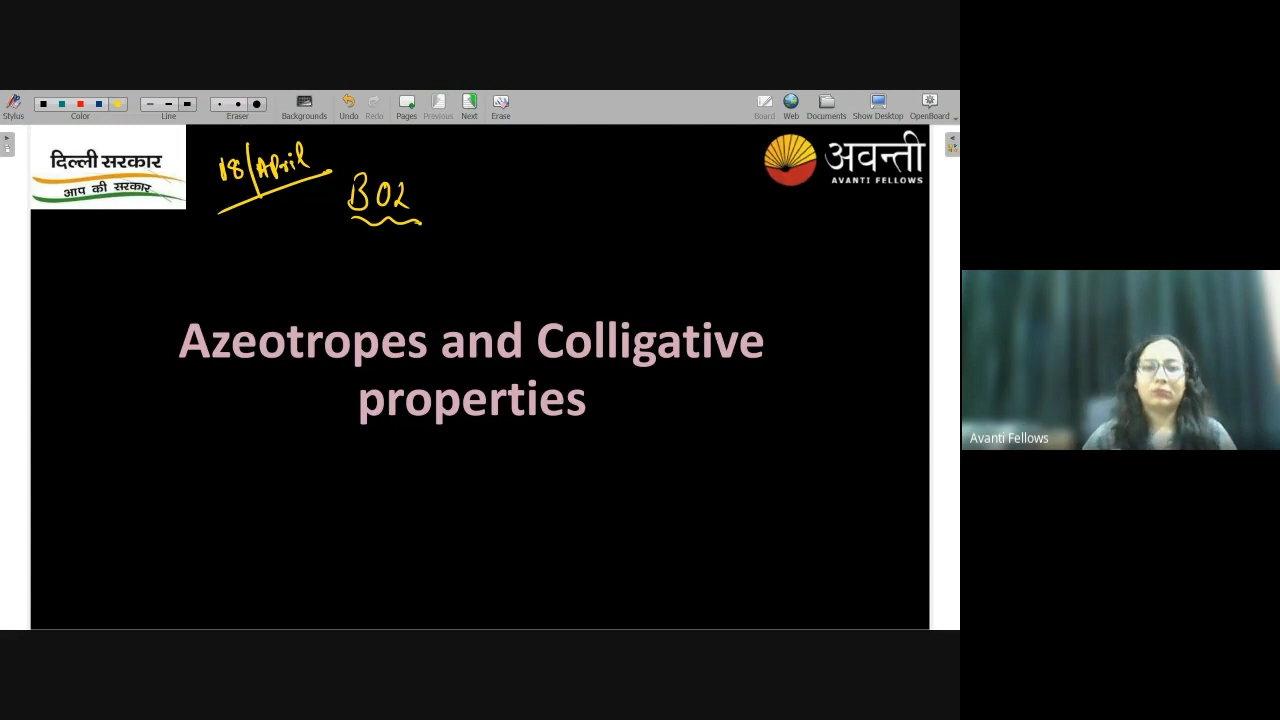 Stylus
Color
Line
Eraser
Backgrounds
Undo
Redo
Pages
Previous
Next
Erase
Board
Web
Documents
Show Desktop
OpenBoard
दिल्ली सरकार
आप की सरकार
18/April
B02
अवन्ती
AVANTI FELLOWS
Azeotropes and Colligative
properties
Avanti Fellows